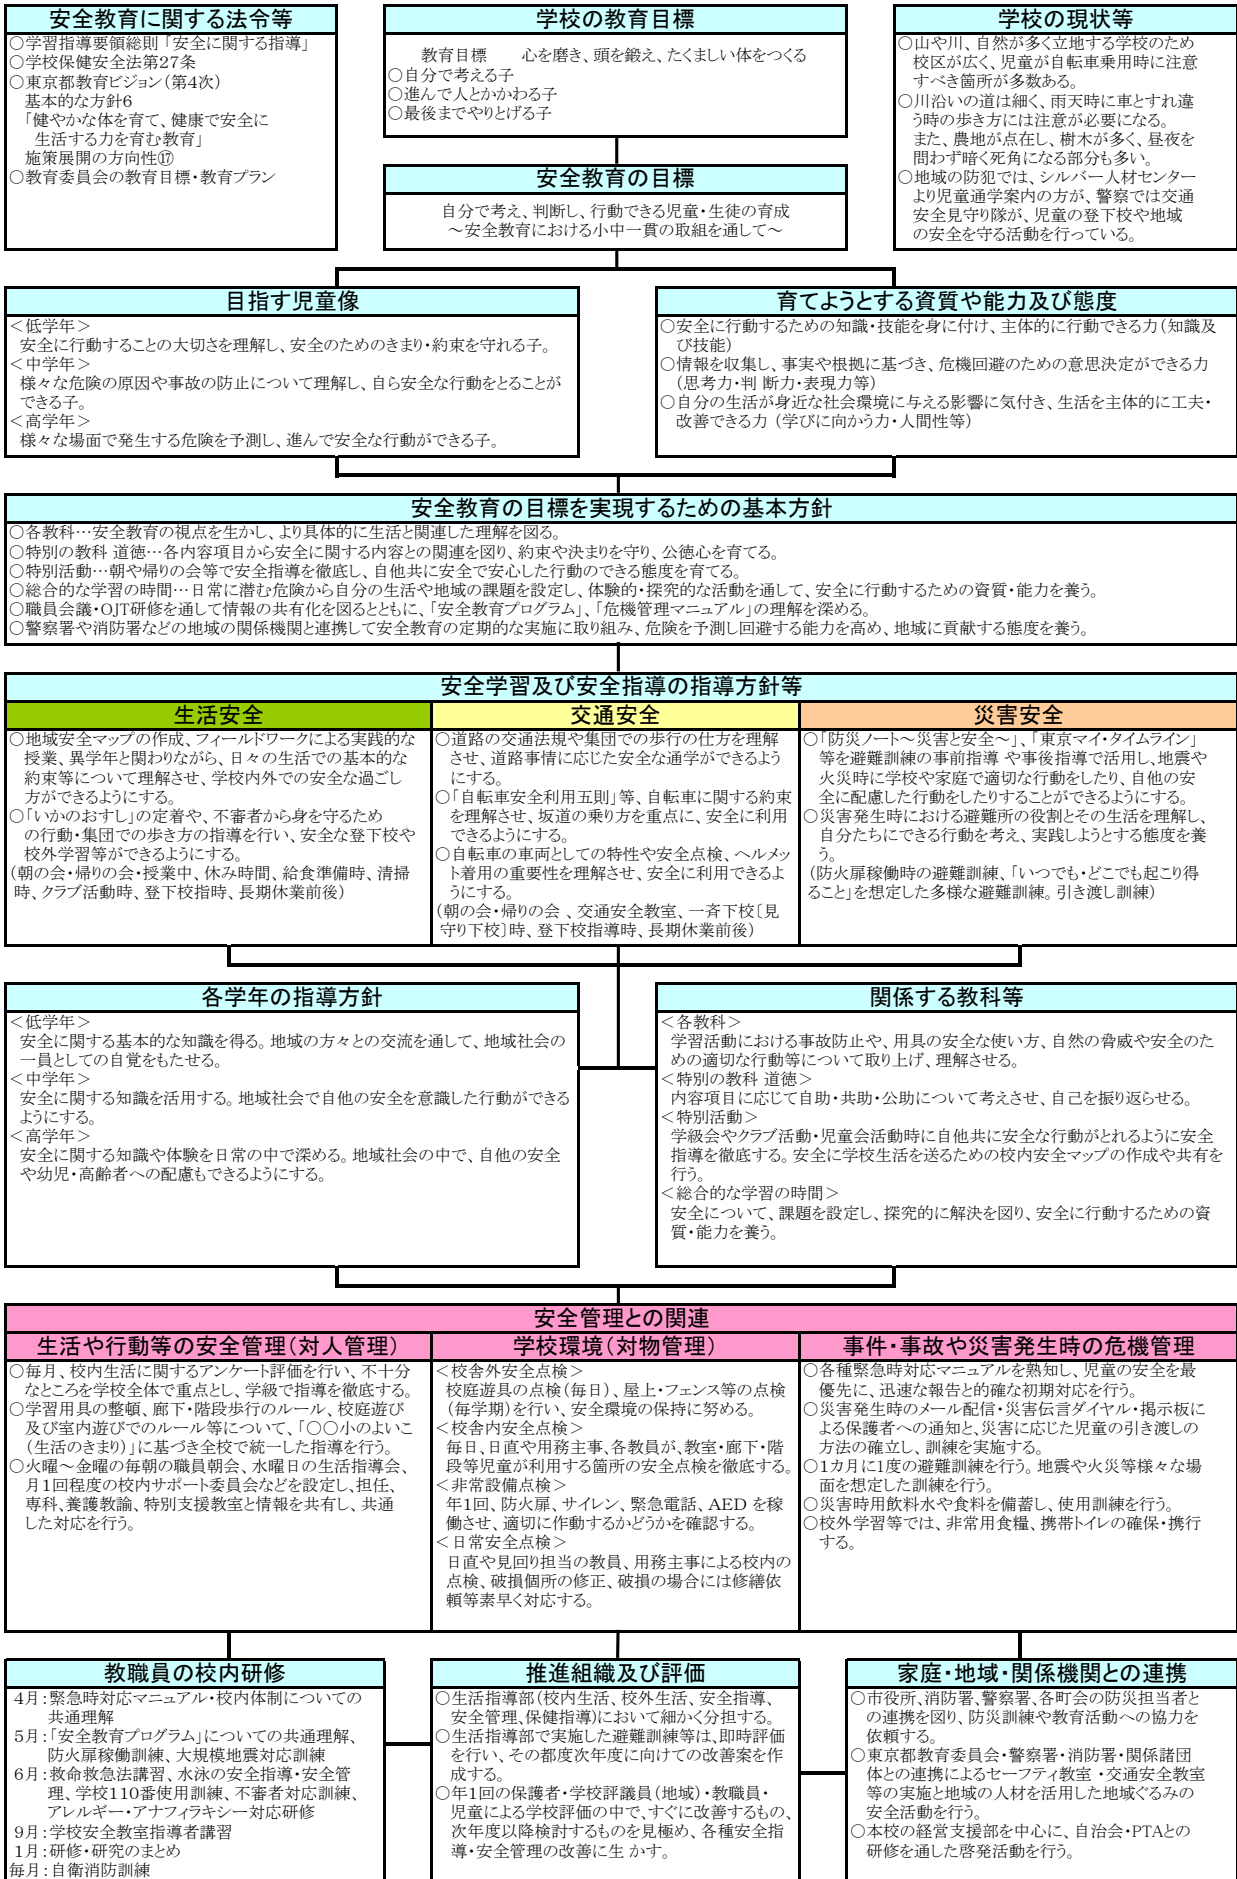 安全教育に関する法令等
○学習指導要領総則「安全に関する指導」
○学校保健安全法第27条
○東京都教育ビジョン(第4次)
基本的な方針6
「健やかな体を育て、健康で安全に
生活する力を育む教育」
施策展開の方向性⑰
○教育委員会の教育目標・教育プラン
学校の教育目標
教育目標　　心を磨き、頭を鍛え、たくましい体をつくる
○自分で考える子
○進んで人とかかわる子
○最後までやりとげる子
安全教育の目標
自分で考え、判断し、行動できる児童・生徒の育成
～安全教育における小中一貫の取組を通して～
学校の現状等
○山や川、自然が多く立地する学校のため
校区が広く、児童が自転車乗用時に注意
すべき箇所が多数ある。
○川沿いの道は細く、雨天時に車とすれ違
う時の歩き方には注意が必要になる。
また、農地が点在し、樹木が多く、昼夜を
問わず暗く死角になる部分も多い。
○地域の防犯では、シルバー人材センター
より児童通学案内の方が、警察では交通
安全見守り隊が、児童の登下校や地域
の安全を守る活動を行っている。
目指す児童像
＜低学年＞
安全に行動することの大切さを理解し、安全のためのきまり・約束を守れる子。
＜中学年＞
様々な危険の原因や事故の防止について理解し、自ら安全な行動をとることが
できる子。
＜高学年＞
様々な場面で発生する危険を予測し、進んで安全な行動ができる子。
育てようとする資質や能力及び態度
○安全に行動するための知識・技能を身に付け、主体的に行動できる力(知識及
び技能)
○情報を収集し、事実や根拠に基づき、危機回避のための意思決定ができる力
(思考力・判 断力・表現力等)
○自分の生活が身近な社会環境に与える影響に気付き、生活を主体的に工夫・
改善できる力 (学びに向かう力・人間性等)
安全教育の目標を実現するための基本方針
○各教科…安全教育の視点を生かし、より具体的に生活と関連した理解を図る。
○特別の教科 道徳…各内容項目から安全に関する内容との関連を図り、約束や決まりを守り、公徳心を育てる。
○特別活動…朝や帰りの会等で安全指導を徹底し、自他共に安全で安心した行動のできる態度を育てる。
○総合的な学習の時間…日常に潜む危険から自分の生活や地域の課題を設定し、体験的・探究的な活動を通して、安全に行動するための資質・能力を養う。
○職員会議・OJT研修を通して情報の共有化を図るとともに、「安全教育プログラム」、「危機管理マニュアル」の理解を深める。
○警察署や消防署などの地域の関係機関と連携して安全教育の定期的な実施に取り組み、危険を予測し回避する能力を高め、地域に貢献する態度を養う。
安全学習及び安全指導の指導方針等
生活安全
○地域安全マップの作成、フィールドワークによる実践的な
授業、異学年と関わりながら、日々の生活での基本的な
約束等について理解させ、学校内外での安全な過ごし
方ができるようにする。
○「いかのおすし」の定着や、不審者から身を守るため
の行動・集団での歩き方の指導を行い、安全な登下校や
校外学習等ができるようにする。
(朝の会・帰りの会・授業中、休み時間、給食準備時、清掃
時、クラブ活動時、登下校指時、長期休業前後)
交通安全
○道路の交通法規や集団での歩行の仕方を理解
させ、道路事情に応じた安全な通学ができるよう
にする。
○「自転車安全利用五則」等、自転車に関する約束
を理解させ、坂道の乗り方を重点に、安全に利用
できるようにする。
○自転車の車両としての特性や安全点検、ヘルメッ
ト着用の重要性を理解させ、安全に利用できるよ
うにする。
(朝の会・帰りの会 、交通安全教室、一斉下校〔見
守り下校〕時、登下校指導時、長期休業前後)
災害安全
○「防災ノート～災害と安全～」、「東京マイ・タイムライン」
等を避難訓練の事前指導 や事後指導で活用し、地震や
火災時に学校や家庭で適切な行動をしたり、自他の安
全に配慮した行動をしたりすることができるようにする。
○災害発生時における避難所の役割とその生活を理解し、
自分たちにできる行動を考え、実践しようとする態度を養
う。
(防火扉稼働時の避難訓練、「いつでも・どこでも起こり得
ること」を想定した多様な避難訓練。引き渡し訓練)
各学年の指導方針
＜低学年＞
安全に関する基本的な知識を得る。地域の方々との交流を通して、地域社会の
一員としての自覚をもたせる。
＜中学年＞
安全に関する知識を活用する。地域社会で自他の安全を意識した行動ができる
ようにする。
＜高学年＞
安全に関する知識や体験を日常の中で深める。地域社会の中で、自他の安全
や幼児・高齢者への配慮もできるようにする。
関係する教科等
＜各教科＞
学習活動における事故防止や、用具の安全な使い方、自然の脅威や安全のた
めの適切な行動等について取り上げ、理解させる。
＜特別の教科 道徳＞
内容項目に応じて自助・共助・公助について考えさせ、自己を振り返らせる。
＜特別活動＞
学級会やクラブ活動・児童会活動時に自他共に安全な行動がとれるように安全
指導を徹底する。安全に学校生活を送るための校内安全マップの作成や共有を
行う。
＜総合的な学習の時間＞
安全について、課題を設定し、探究的に解決を図り、安全に行動するための資
質・能力を養う。
安全管理との関連
生活や行動等の安全管理(対人管理)
○毎月、校内生活に関するアンケート評価を行い、不十分
なところを学校全体で重点とし、学級で指導を徹底する。
○学習用具の整頓、廊下・階段歩行のルール、校庭遊び
及び室内遊びでのルール等について、「○○小のよいこ
(生活のきまり)」に基づき全校で統一した指導を行う。
○火曜～金曜の毎朝の職員朝会、水曜日の生活指導会、
月1回程度の校内サポート委員会などを設定し、担任、
専科、養護教諭、特別支援教室と情報を共有し、共通
した対応を行う。
学校環境(対物管理)
＜校舎外安全点検＞
校庭遊具の点検(毎日)、屋上・フェンス等の点検
(毎学期)を行い、安全環境の保持に努める。
＜校舎内安全点検＞
毎日、日直や用務主事、各教員が、教室・廊下・階
段等児童が利用する箇所の安全点検を徹底する。
＜非常設備点検＞
年1回、防火扉、サイレン、緊急電話、AED を稼
働させ、適切に作動するかどうかを確認する。
＜日常安全点検＞
日直や見回り担当の教員、用務主事による校内の
点検、破損個所の修正、破損の場合には修繕依
頼等素早く対応する。
事件・事故や災害発生時の危機管理
○各種緊急時対応マニュアルを熟知し、児童の安全を最
優先に、迅速な報告と的確な初期対応を行う。
○災害発生時のメール配信・災害伝言ダイヤル・掲示板に
よる保護者への通知と、災害に応じた児童の引き渡しの
方法の確立し、訓練を実施する。
○1カ月に1度の避難訓練を行う。地震や火災等様々な場
面を想定した訓練を行う。
○災害時用飲料水や食料を備蓄し、使用訓練を行う。
○校外学習等では、非常用食糧、携帯トイレの確保・携行
する。
教職員の校内研修
4月：緊急時対応マニュアル・校内体制についての
共通理解
5月：「安全教育プログラム」についての共通理解、
防火扉稼働訓練、大規模地震対応訓練
6月：救命救急法講習、水泳の安全指導・安全管
理、学校110番使用訓練、不審者対応訓練、
アレルギー・アナフィラキシー対応研修
9月：学校安全教室指導者講習
1月：研修・研究のまとめ
毎月：自衛消防訓練
推進組織及び評価
○生活指導部(校内生活、校外生活、安全指導、
安全管理、保健指導)において細かく分担する。
○生活指導部で実施した避難訓練等は、即時評価
を行い、その都度次年度に向けての改善案を作
成する。
○年1回の保護者・学校評議員(地域)・教職員・
児童による学校評価の中で、すぐに改善するもの、
次年度以降検討するものを見極め、各種安全指
導・安全管理の改善に生 かす。
家庭・地域・関係機関との連携
○市役所、消防署、警察署、各町会の防災担当者と
の連携を図り、防災訓練や教育活動への協力を
依頼する。
○東京都教育委員会・警察署・消防署・関係諸団
体との連携によるセーフティ教室 ・交通安全教室
等の実施と地域の人材を活用した地域ぐるみの
安全活動を行う。
○本校の経営支援部を中心に、自治会・PTAとの
研修を通した啓発活動を行う。